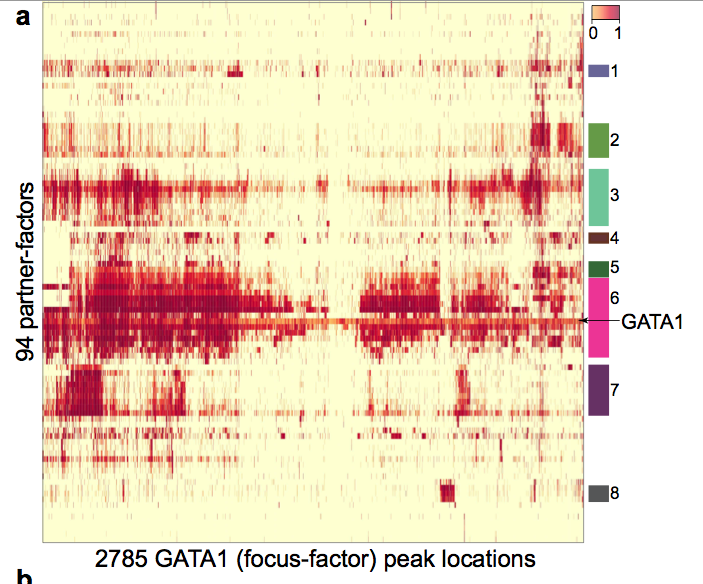 a
0 1
1
2
3
4
5
6
GATA1
7
8
94 partner-factors
2785 GATA1 (focus-factor) peak locations
b